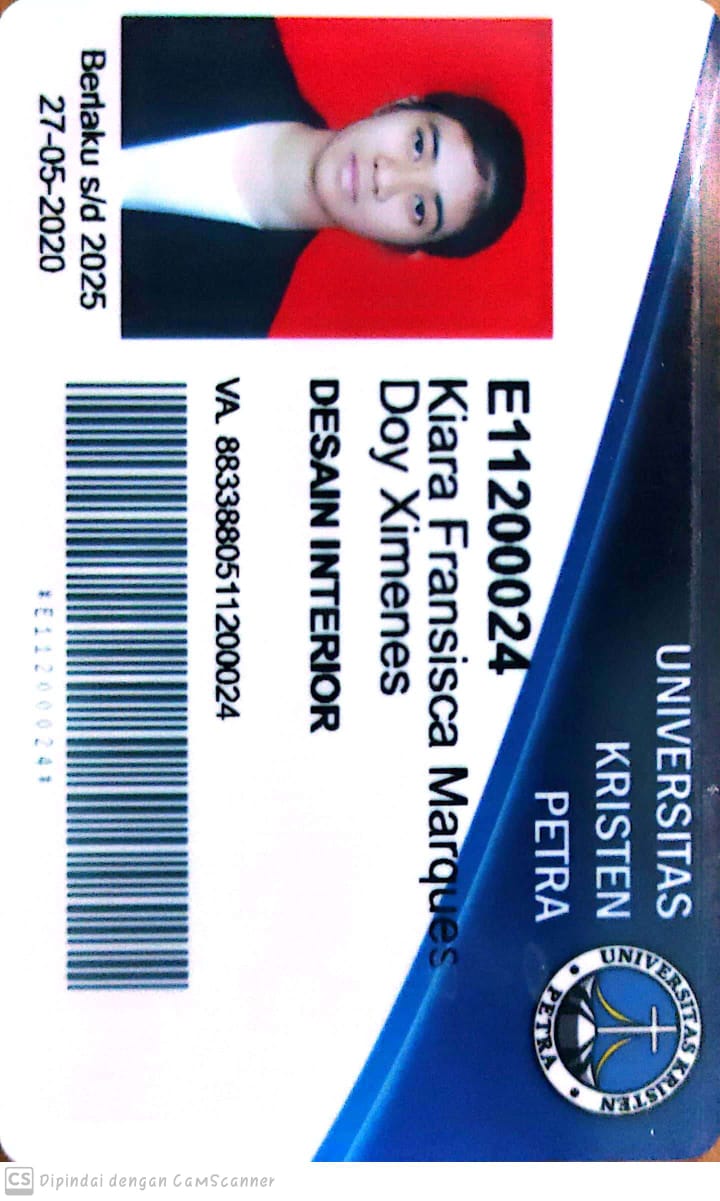 UNIVERSITAS
KRISTEN
PETRA
UNIVERSITAS KRISTEN
PETRA
E11200024
Kiara Fransisca Marques
Doy Ximenes
DESAIN INTERIOR
VA. 8833880511200024
*E11200024*
Berlaku s/d 2025
27-05-2020
CS Dipindai dengan CamScanner